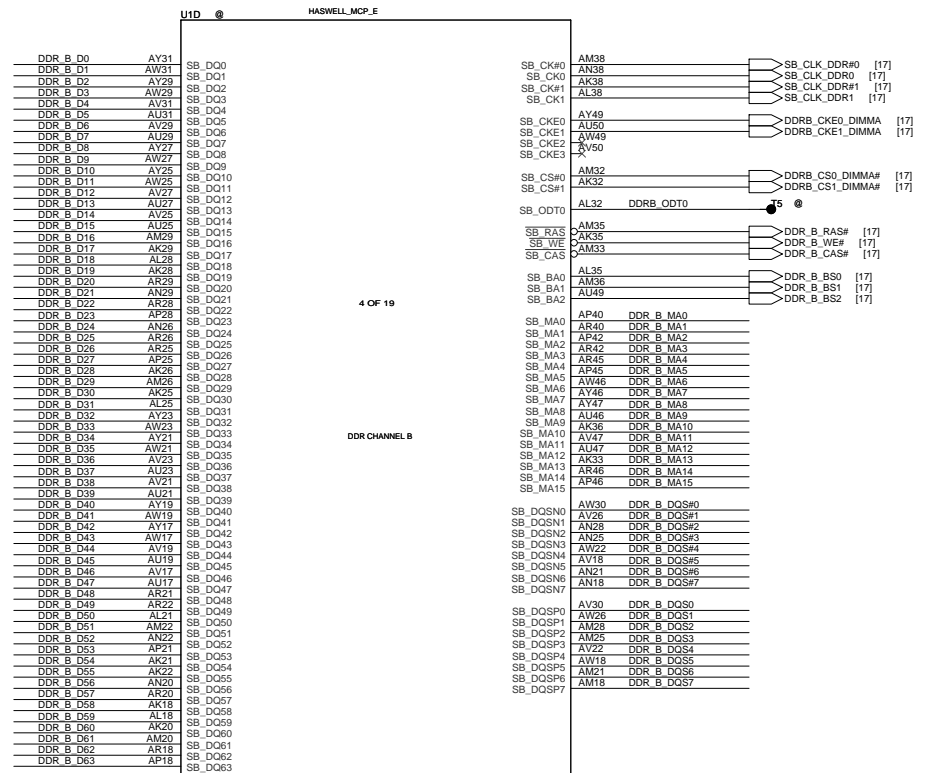 U1D @ HASWELL_MCP_E
DDR_B_D0 AY31 SB_DQ0
DDR_B_D1 AW31 SB_DQ1
DDR_B_D2 AY29 SB_DQ2
DDR_B_D3 AW29 SB_DQ3
DDR_B_D4 AV31 SB_DQ4
DDR_B_D5 AU31 SB_DQ5
DDR_B_D6 AV29 SB_DQ6
DDR_B_D7 AU29 SB_DQ7
DDR_B_D8 AY27 SB_DQ8
DDR_B_D9 AW27 SB_DQ9
DDR_B_D10 AY25 SB_DQ10
DDR_B_D11 AW25 SB_DQ11
DDR_B_D12 AV27 SB_DQ12
DDR_B_D13 AU27 SB_DQ13
DDR_B_D14 AV25 SB_DQ14
DDR_B_D15 AU25 SB_DQ15
DDR_B_D16 AM29 SB_DQ16
DDR_B_D17 AK29 SB_DQ17
DDR_B_D18 AL28 SB_DQ18
DDR_B_D19 AK28 SB_DQ19
DDR_B_D20 AR29 SB_DQ20
DDR_B_D21 AN29 SB_DQ21
DDR_B_D22 AR28 SB_DQ22
DDR_B_D23 AP28 SB_DQ23
DDR_B_D24 AN26 SB_DQ24
DDR_B_D25 AR26 SB_DQ25
DDR_B_D26 AR25 SB_DQ26
DDR_B_D27 AP25 SB_DQ27
DDR_B_D28 AK26 SB_DQ28
DDR_B_D29 AM26 SB_DQ29
DDR_B_D30 AK25 SB_DQ30
DDR_B_D31 AL25 SB_DQ31
DDR_B_D32 AY23 SB_DQ32
DDR_B_D33 AW23 SB_DQ33
DDR_B_D34 AY21 SB_DQ34
DDR_B_D35 AW21 SB_DQ35
DDR_B_D36 AV23 SB_DQ36
DDR_B_D37 AU23 SB_DQ37
DDR_B_D38 AV21 SB_DQ38
DDR_B_D39 AU21 SB_DQ39
DDR_B_D40 AY19 SB_DQ40
DDR_B_D41 AW19 SB_DQ41
DDR_B_D42 AY17 SB_DQ42
DDR_B_D43 AW17 SB_DQ43
DDR_B_D44 AV19 SB_DQ44
DDR_B_D45 AU19 SB_DQ45
DDR_B_D46 AV17 SB_DQ46
DDR_B_D47 AU17 SB_DQ47
DDR_B_D48 AR21 SB_DQ48
DDR_B_D49 AR22 SB_DQ49
DDR_B_D50 AL21 SB_DQ50
DDR_B_D51 AM22 SB_DQ51
DDR_B_D52 AN22 SB_DQ52
DDR_B_D53 AP21 SB_DQ53
DDR_B_D54 AK21 SB_DQ54
DDR_B_D55 AK22 SB_DQ55
DDR_B_D56 AN20 SB_DQ56
DDR_B_D57 AR20 SB_DQ57
DDR_B_D58 AK18 SB_DQ58
DDR_B_D59 AL18 SB_DQ59
DDR_B_D60 AK20 SB_DQ60
DDR_B_D61 AM20 SB_DQ61
DDR_B_D62 AR18 SB_DQ62
DDR_B_D63 AP18 SB_DQ63
4 OF 19
DDR CHANNEL B
SB_CK#0 AM38 SB_CLK_DDR#0 [17]
SB_CK0 AN38 SB_CLK_DDR0 [17]
SB_CK#1 AK38 SB_CLK_DDR#1 [17]
SB_CK1 AL38 SB_CLK_DDR1 [17]
SB_CKE0 AY49 DDRB_CKE0_DIMMA [17]
SB_CKE1 AU50 DDRB_CKE1_DIMMA [17]
SB_CKE2 AW49
SB_CKE3 AV50
SB_CS#0 AM32 DDRB_CS0_DIMMA# [17]
SB_CS#1 AK32 DDRB_CS1_DIMMA# [17]
SB_ODT0 AL32 DDRB_ODT0 T5 @
SB_RAS AM35 DDR_B_RAS# [17]
SB_WE AK35 DDR_B_WE# [17]
SB_CAS AM33 DDR_B_CAS# [17]
SB_BA0 AL35 DDR_B_BS0 [17]
SB_BA1 AM36 DDR_B_BS1 [17]
SB_BA2 AU49 DDR_B_BS2 [17]
SB_MA0 AP40 DDR_B_MA0
SB_MA1 AR40 DDR_B_MA1
SB_MA2 AP42 DDR_B_MA2
SB_MA3 AR42 DDR_B_MA3
SB_MA4 AR45 DDR_B_MA4
SB_MA5 AP45 DDR_B_MA5
SB_MA6 AW46 DDR_B_MA6
SB_MA7 AY46 DDR_B_MA7
SB_MA8 AY47 DDR_B_MA8
SB_MA9 AU46 DDR_B_MA9
SB_MA10 AK36 DDR_B_MA10
SB_MA11 AV47 DDR_B_MA11
SB_MA12 AU47 DDR_B_MA12
SB_MA13 AK33 DDR_B_MA13
SB_MA14 AR46 DDR_B_MA14
SB_MA15 AP46 DDR_B_MA15
SB_DQSN0 AW30 DDR_B_DQS#0
SB_DQSN1 AV26 DDR_B_DQS#1
SB_DQSN2 AN28 DDR_B_DQS#2
SB_DQSN3 AN25 DDR_B_DQS#3
SB_DQSN4 AW22 DDR_B_DQS#4
SB_DQSN5 AV18 DDR_B_DQS#5
SB_DQSN6 AN21 DDR_B_DQS#6
SB_DQSN7 AN18 DDR_B_DQS#7
SB_DQSP0 AV30 DDR_B_DQS0
SB_DQSP1 AW26 DDR_B_DQS1
SB_DQSP2 AM28 DDR_B_DQS2
SB_DQSP3 AM25 DDR_B_DQS3
SB_DQSP4 AV22 DDR_B_DQS4
SB_DQSP5 AW18 DDR_B_DQS5
SB_DQSP6 AM21 DDR_B_DQS6
SB_DQSP7 AM18 DDR_B_DQS7